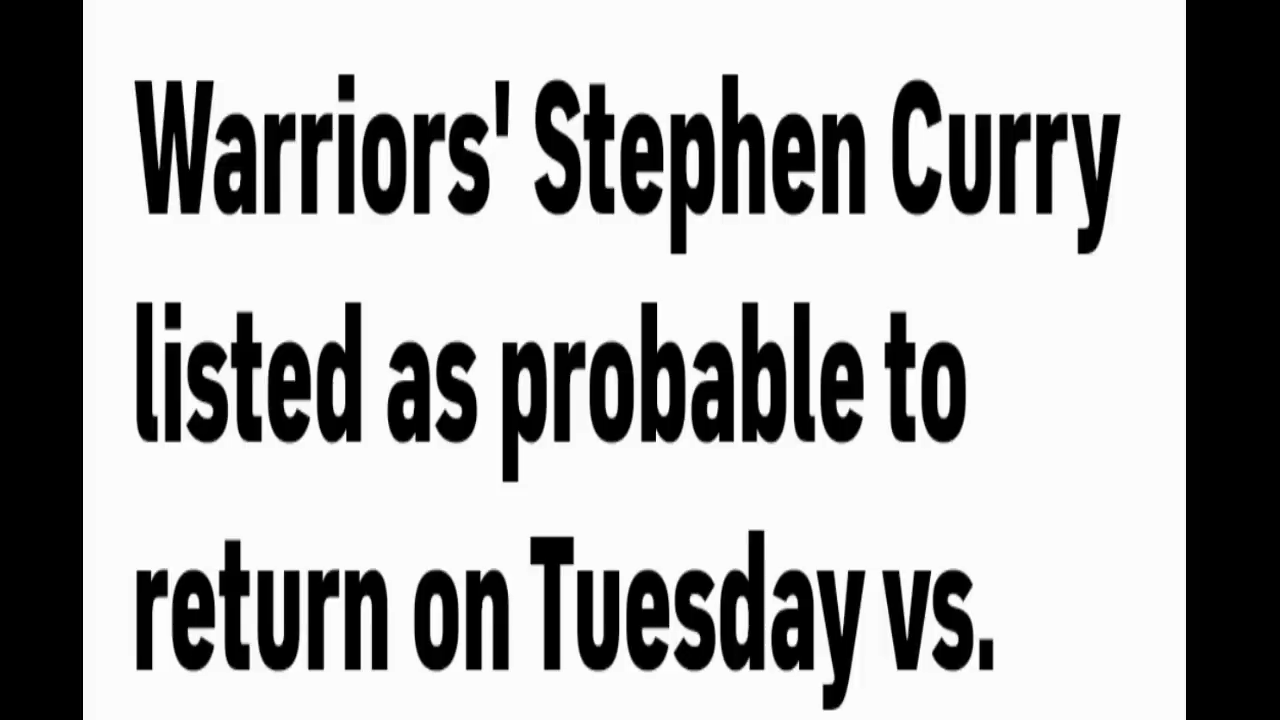 Warriors' Stephen Curry
listed as probable to
return on Tuesday vs.